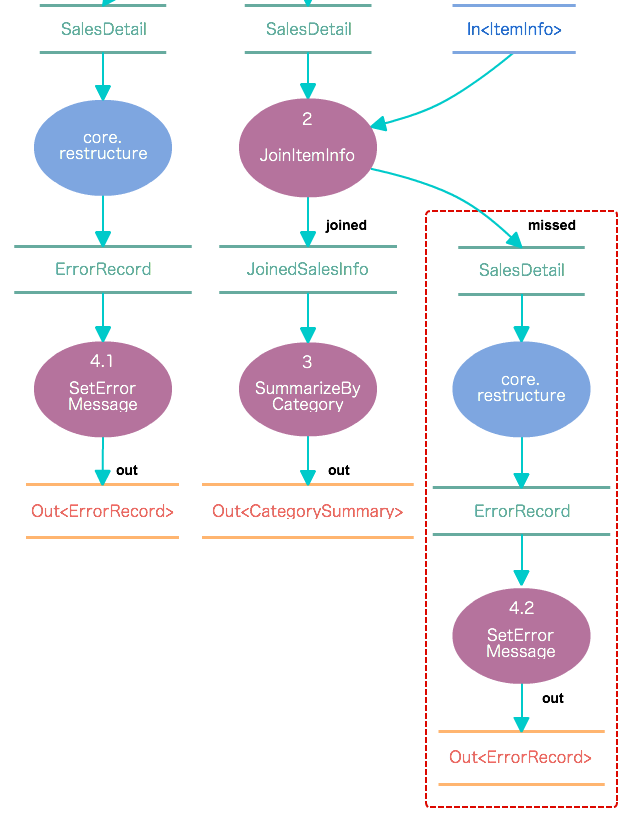 SalesDetail
SalesDetail
In<ItemInfo>
core.
restructure
2
JoinItemInfo
joined
missed
ErrorRecord
JoinedSalesInfo
SalesDetail
4.1
SetError
Message
3
SummarizeBy
Category
core.
restructure
out
out
Out<ErrorRecord>
Out<CategorySummary>
ErrorRecord
4.2
SetError
Message
out
Out<ErrorRecord>